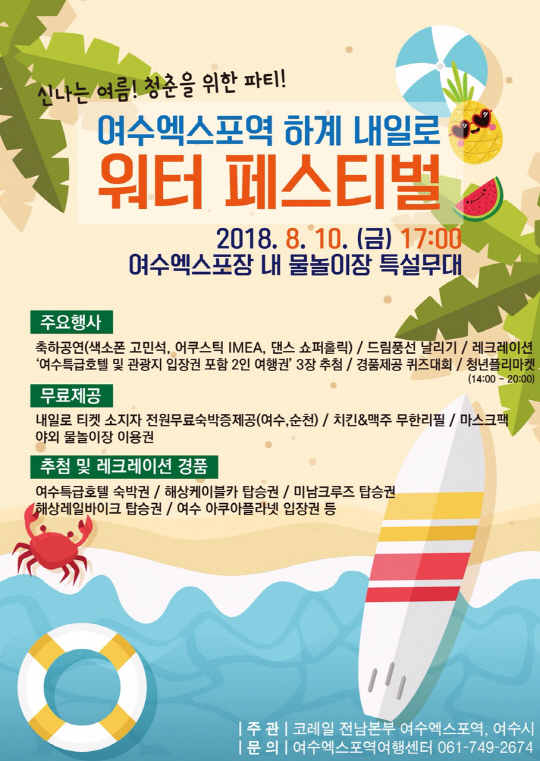 신나는 여름! 청춘을 위한 파티!
여수엑스포역 하계 내일로
워터 페스티벌
2018. 8. 10. (금) 17:00
여수엑스포장 내 물놀이장 특설무대
주요행사
축하공연(색소폰 고민석, 어쿠스틱 IMEA, 댄스 쇼퍼홀릭) / 드림풍선 날리기 / 레크레이션
‘여수특급호텔 및 관광지 입장권 포함 2인 여행권’ 3장 추첨 / 경품제공 퀴즈대회 / 청년플리마켓
(14:00 ~ 20:00)
무료제공
내일로 티켓 소지자 전원무료숙박증제공(여수,순천) / 치킨&맥주 무한리필 / 마스크팩
야외 물놀이장 이용권
추첨 및 레크레이션 경품
여수특급호텔 숙박권 / 해상케이블카 탑승권 / 미남크루즈 탑승권
해상레일바이크 탑승권 / 여수 아쿠아플라넷 입장권 등
| 주 관 | 코레일 전남본부 여수엑스포역, 여수시
| 문 의 | 여수엑스포역여행센터 061-749-2674